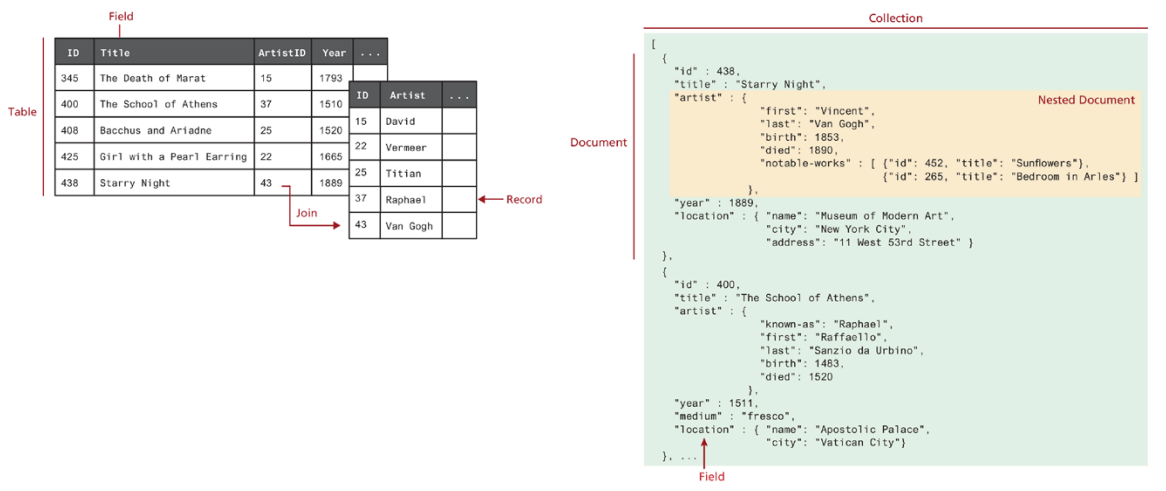 Field
Table
ID Title ArtistID Year ...
345 The Death of Marat 15 1793
400 The School of Athens 37 1510
408 Bacchus and Ariadne 25 1520
425 Girl with a Pearl Earring 22 1665
438 Starry Night 43 1889
Join
ID Artist ...
15 David
22 Vermeer
25 Titian
37 Raphael
43 Van Gogh
Record
Collection
Document
[
{
"id" : 438,
"title" : "Starry Night",
"artist" : {
Nested Document
"first": "Vincent",
"last": "Van Gogh",
"birth": 1853,
"died": 1890,
"notable-works" : [ {"id": 452, "title": "Sunflowers"},
{"id": 265, "title": "Bedroom in Arles"} ]
},
"year" : 1889,
"location" : { "name": "Museum of Modern Art",
"city": "New York City",
"address": "11 West 53rd Street" }
},
{
"id" : 400,
"title" : "The School of Athens",
"artist" : {
"known-as": "Raphael",
"first": "Raffaello",
"last": "Sanzio da Urbino",
"birth": 1483,
"died": 1520
},
"year" : 1511,
"medium" : "fresco",
"location" : { "name": "Apostolic Palace",
"city": "Vatican City"}
}, ...
Field